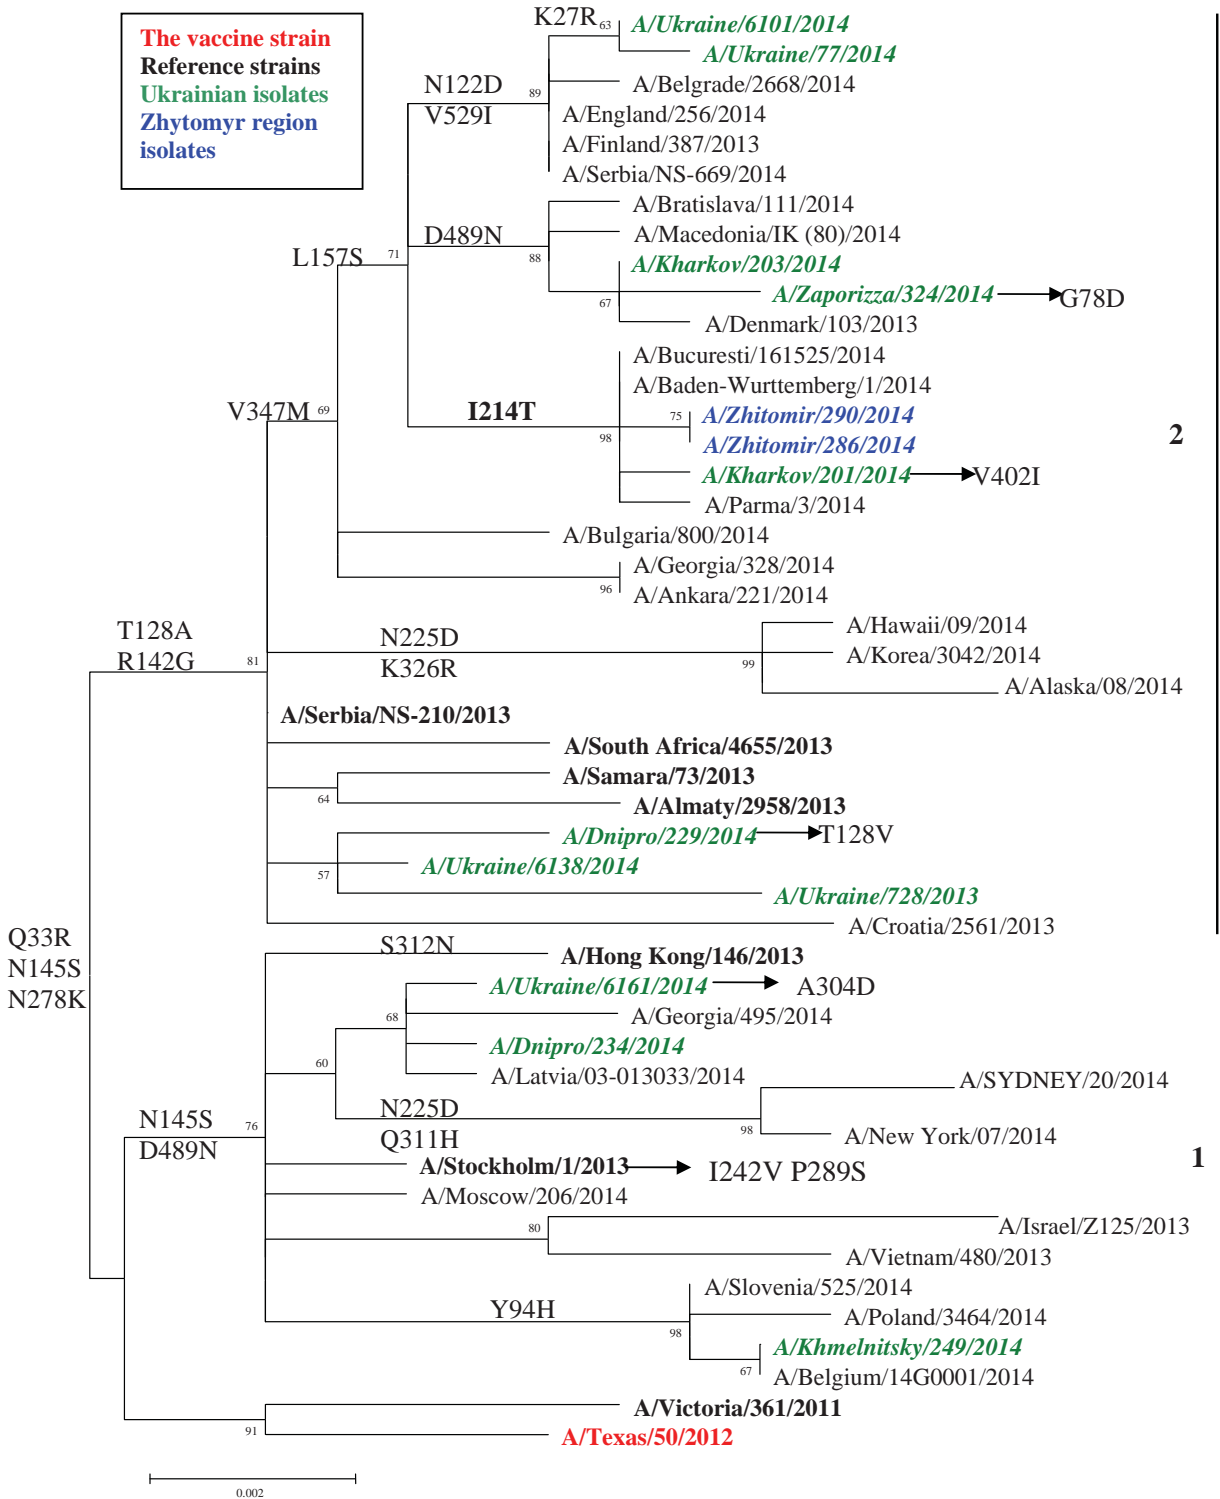 The vaccine strain
Reference strains
Ukrainian isolates
Zhytomyr region
isolates
K27R
63
A/Ukraine/6101/2014
A/Ukraine/77/2014
N122D
A/Belgrade/2668/2014
89
V529I
A/England/256/2014
A/Finland/387/2013
A/Serbia/NS-669/2014
A/Bratislava/111/2014
D489N
A/Macedonia/IK (80)/2014
L157S
71
88
A/Kharkov/203/2014
A/Zaporizza/324/2014
G78D
67
A/Denmark/103/2013
A/Bucuresti/161525/2014
A/Baden-Wurttemberg/1/2014
V347M
69
I214T
75
A/Zhitomir/290/2014
98
A/Zhitomir/286/2014
2
A/Kharkov/201/2014
V402I
A/Parma/3/2014
A/Bulgaria/800/2014
A/Georgia/328/2014
96
A/Ankara/221/2014
T128A
N225D
A/Hawaii/09/2014
R142G
81
K326R
99
A/Korea/3042/2014
A/Alaska/08/2014
A/Serbia/NS-210/2013
A/South Africa/4655/2013
A/Samara/73/2013
64
A/Almaty/2958/2013
A/Dnipro/229/2014
T128V
57
A/Ukraine/6138/2014
A/Ukraine/728/2013
A/Croatia/2561/2013
Q33R
N145S
N278K
S312N
A/Hong Kong/146/2013
A/Ukraine/6161/2014
A304D
68
A/Georgia/495/2014
A/Dnipro/234/2014
60
A/Latvia/03-013033/2014
A/SYDNEY/20/2014
N145S
76
N225D
98
D489N
Q311H
A/New York/07/2014
A/Stockholm/1/2013
I242V P289S
1
A/Moscow/206/2014
80
A/Israel/Z125/2013
A/Vietnam/480/2013
A/Slovenia/525/2014
Y94H
A/Poland/3464/2014
98
A/Khmelnitsky/249/2014
67
A/Belgium/14G0001/2014
A/Victoria/361/2011
91
A/Texas/50/2012
0.002